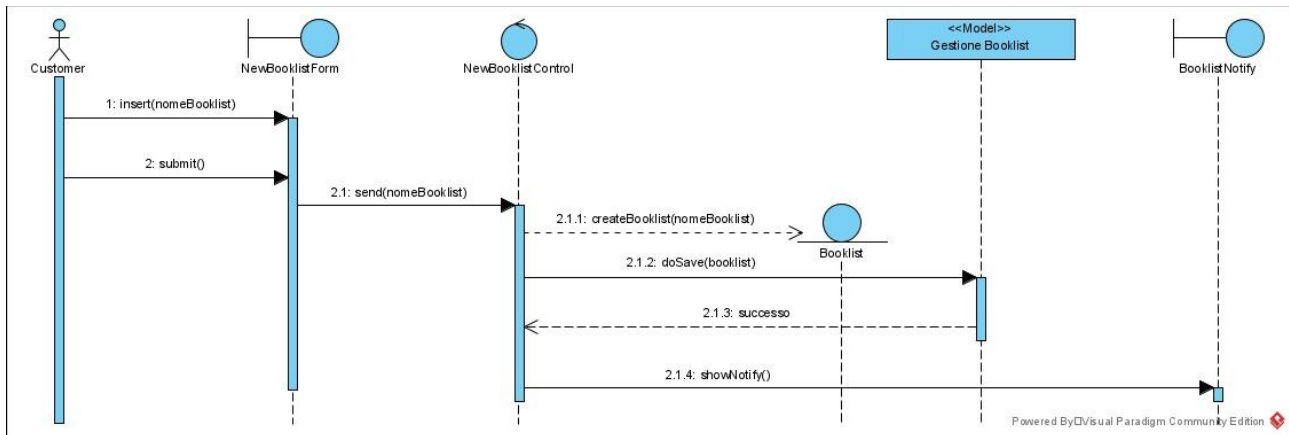 <<Model>>
Gestione Booklist
Customer
NewBooklistForm
NewBooklistControl
BooklistNotify
1: insert(nomeBooklist)
2: submit()
2.1: send(nomeBooklist)
2.1.1: createBooklist(nomeBooklist)
Booklist
2.1.2: doSave(booklist)
2.1.3: successo
2.1.4: showNotify()
Powered By□Visual Paradigm Community Edition